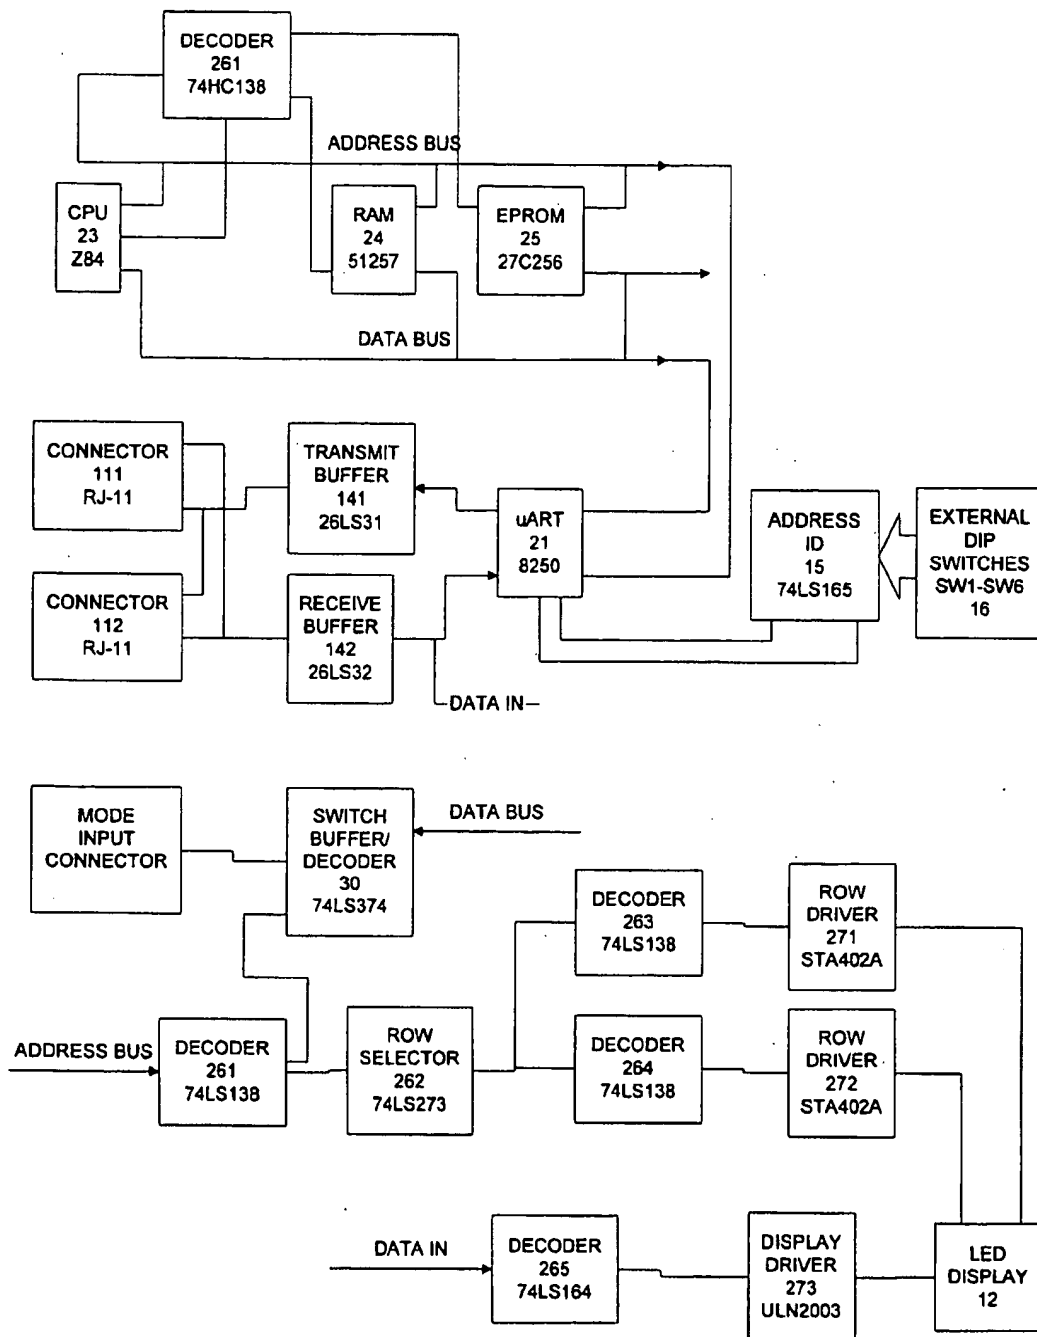 DECODER
261
74HC138
ADDRESS BUS
CPU
23
Z84
RAM
24
51257
EPROM
25
27C256
DATA BUS
CONNECTOR
111
RJ-11
TRANSMIT
BUFFER
141
26LS31
uART
21
8250
ADDRESS
ID
15
74LS165
EXTERNAL
DIP
SWITCHES
SW1-SW6
16
CONNECTOR
112
RJ-11
RECEIVE
BUFFER
142
26LS32
DATA IN
MODE
INPUT
CONNECTOR
SWITCH
BUFFER/
DECODER
30
74LS374
DATA BUS
DECODER
263
74LS138
ROW
DRIVER
271
STA402A
ADDRESS BUS
DECODER
261
74LS138
ROW
SELECTOR
262
74LS273
DECODER
264
74LS138
ROW
DRIVER
272
STA402A
DATA IN
DECODER
265
74LS164
DISPLAY
DRIVER
273
ULN2003
LED
DISPLAY
12